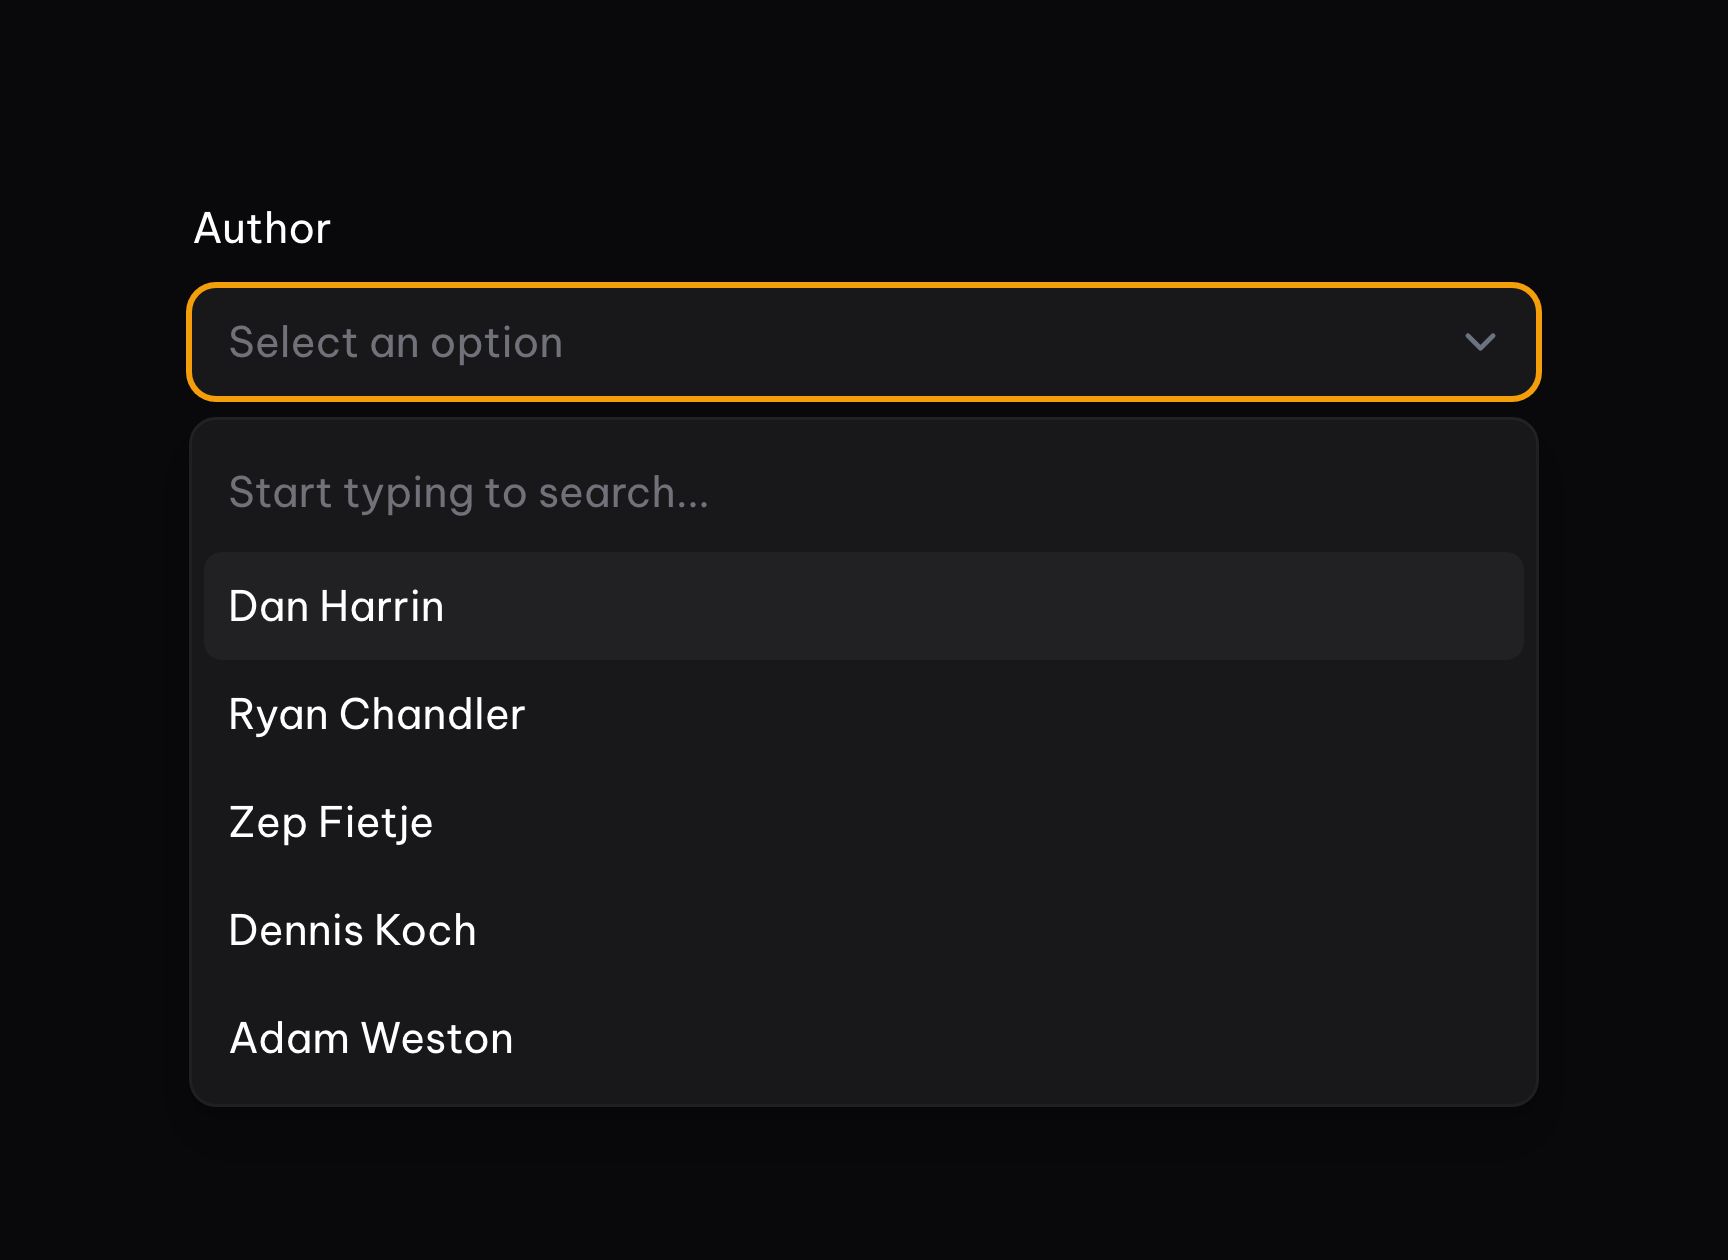 Author
Select an option
Start typing to search...
Dan Harrin
Ryan Chandler
Zep Fietje
Dennis Koch
Adam Weston